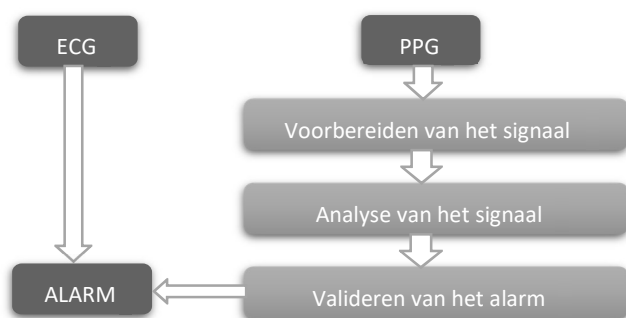 ECG
PPG
Voorbereiden van het signaal
Analyse van het signaal
ALARM
Valideren van het alarm